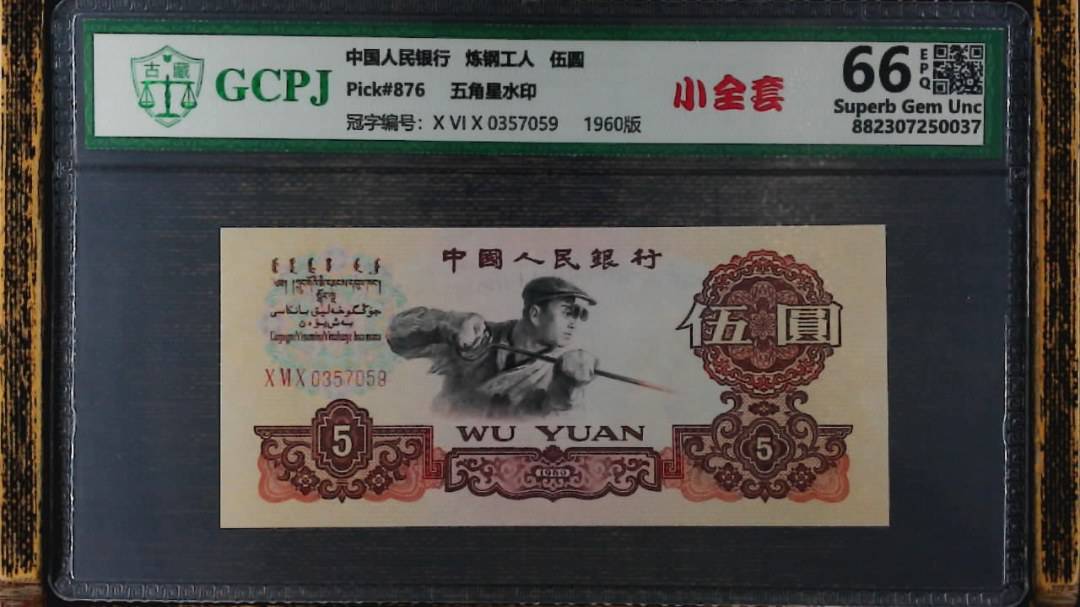 古 藏
GCPJ
中国人民银行 炼钢工人 伍圆
Pick#876 五角星水印
冠字编号: X VI X 0357059 1960版
小全套
66 EPQ
Superb Gem Unc
882307250037
中國人民銀行
伍圓
X VI X 0357059
WU YUAN
5
1960
5